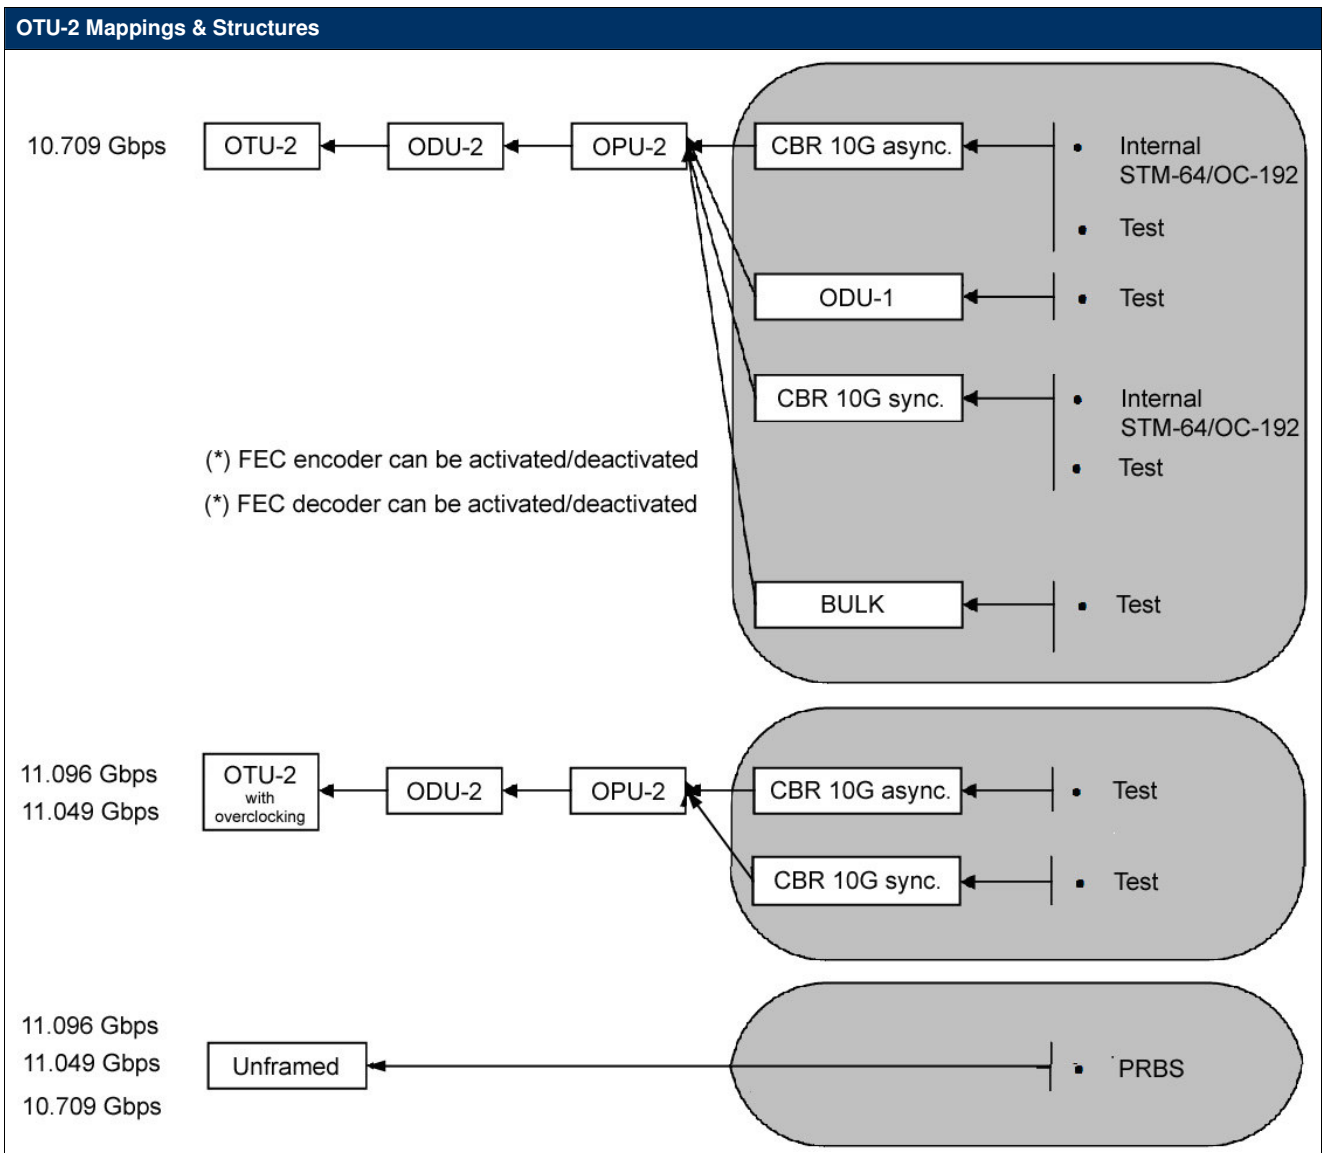 OTU-2 Mappings & Structures
10.709 Gbps
OTU-2
ODU-2
OPU-2
CBR 10G async.
• Internal
STM-64/OC-192
• Test
ODU-1
• Test
CBR 10G sync.
• Internal
STM-64/OC-192
• Test
(*) FEC encoder can be activated/deactivated
(*) FEC decoder can be activated/deactivated
BULK
• Test
11.096 Gbps
11.049 Gbps
OTU-2
with
overclocking
ODU-2
OPU-2
CBR 10G async.
• Test
CBR 10G sync.
• Test
11.096 Gbps
11.049 Gbps
10.709 Gbps
Unframed
• PRBS